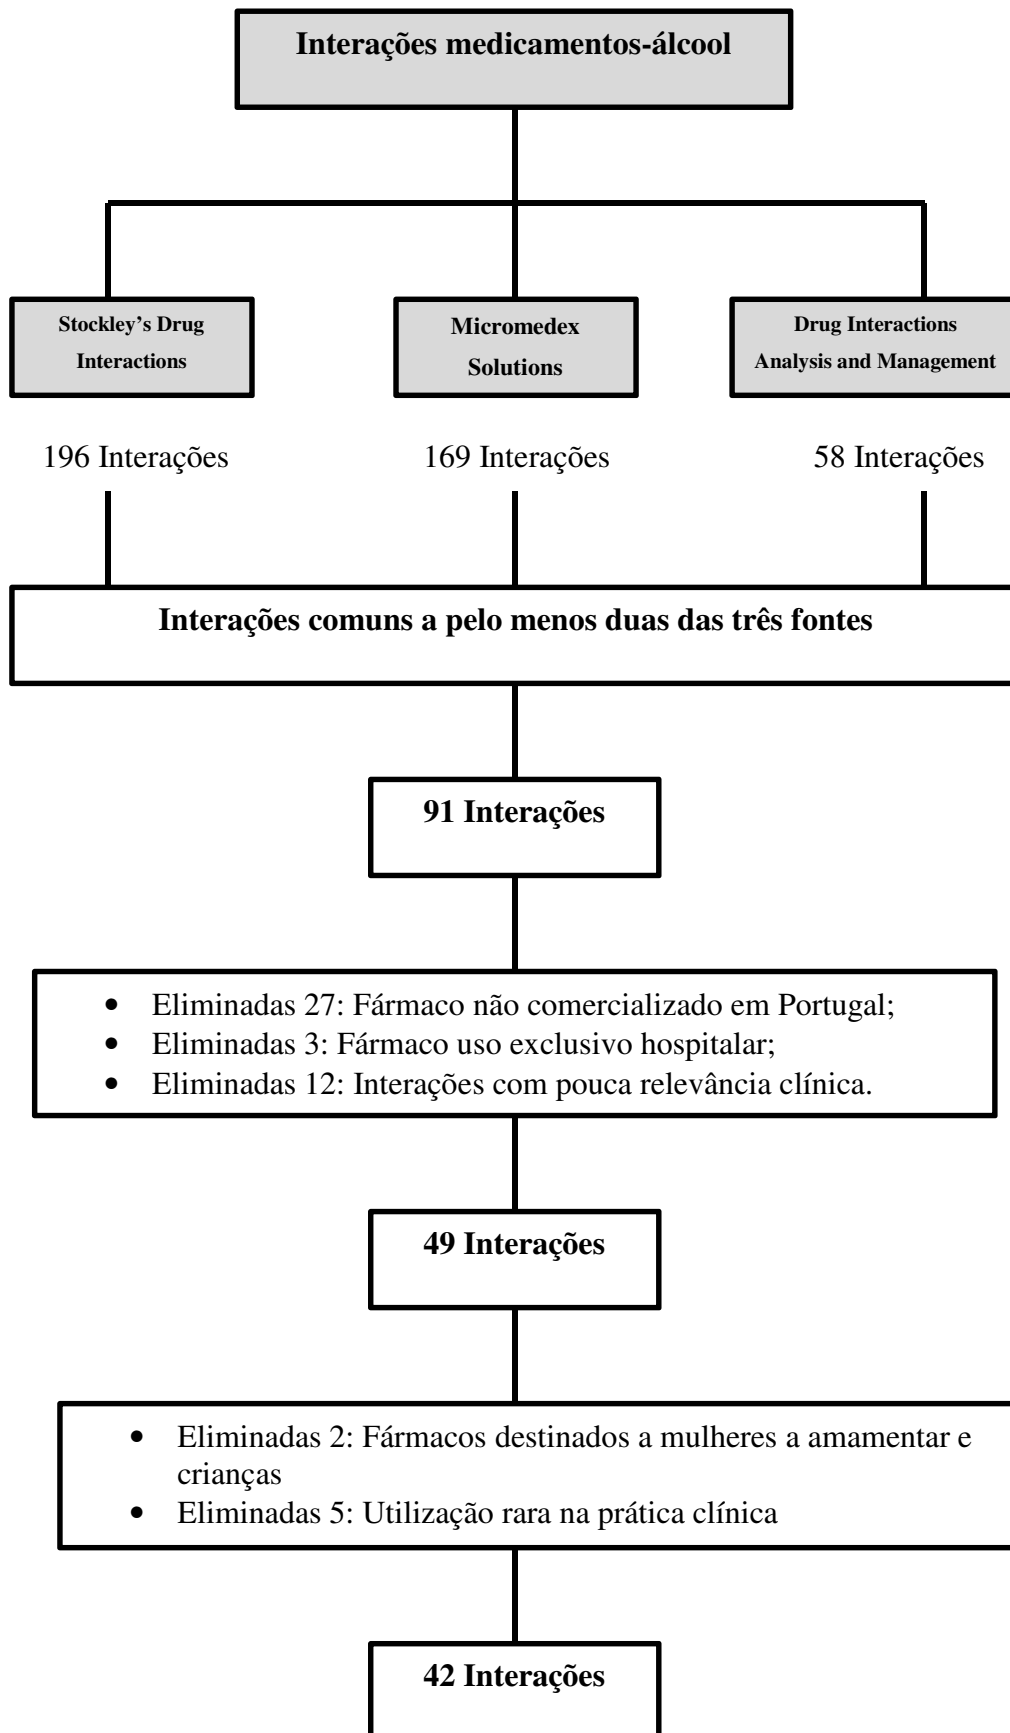 Interações medicamentos-álcool
Stockley’s Drug
Interactions
Micromedex
Solutions
Drug Interactions
Analysis and Management
196 Interações
169 Interações
58 Interações
Interações comuns a pelo menos duas das três fontes
91 Interações
• Eliminadas 27: Fármaco não comercializado em Portugal;
• Eliminadas 3: Fármaco uso exclusivo hospitalar;
• Eliminadas 12: Interações com pouca relevância clínica.
49 Interações
• Eliminadas 2: Fármacos destinados a mulheres a amamentar e
crianças
• Eliminadas 5: Utilização rara na prática clínica
42 Interações